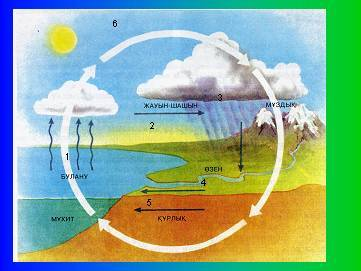 6
3
ЖАУЫН-ШАШЫН
МҰЗДЫҚ
2
1
БУЛАНУ
ӨЗЕН
4
5
МҰХИТ
ҚҰРЛЫҚ